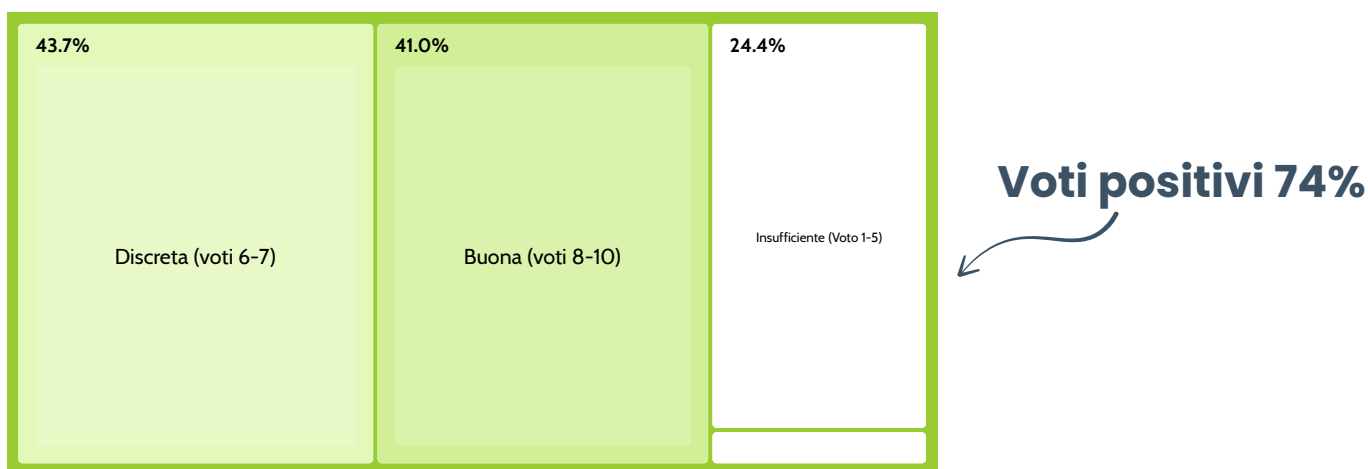 43.7%
41.0%
24.4%
Voti positivi 74%
Discreta (voti 6-7)
Buona (voti 8-10)
Insufficiente (Voto 1-5)